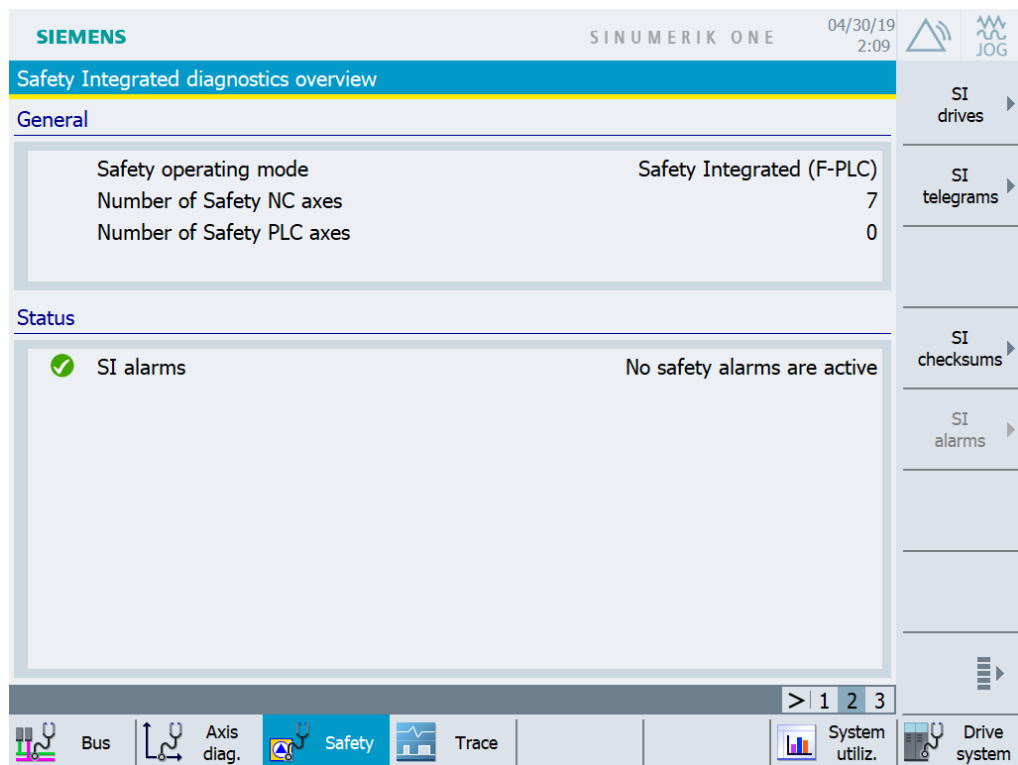 SIEMENS
SINUMERIK ONE
04/30/19
2:09
JOG
Safety Integrated diagnostics overview
General
Safety operating mode Safety Integrated (F-PLC)
Number of Safety NC axes 7
Number of Safety PLC axes 0
Status
SI alarms No safety alarms are active
SI
drives
SI
telegrams
SI
checksums
SI
alarms
> 1 2 3
Bus
Axis
diag.
Safety
Trace
System
utiliz.
Drive
system